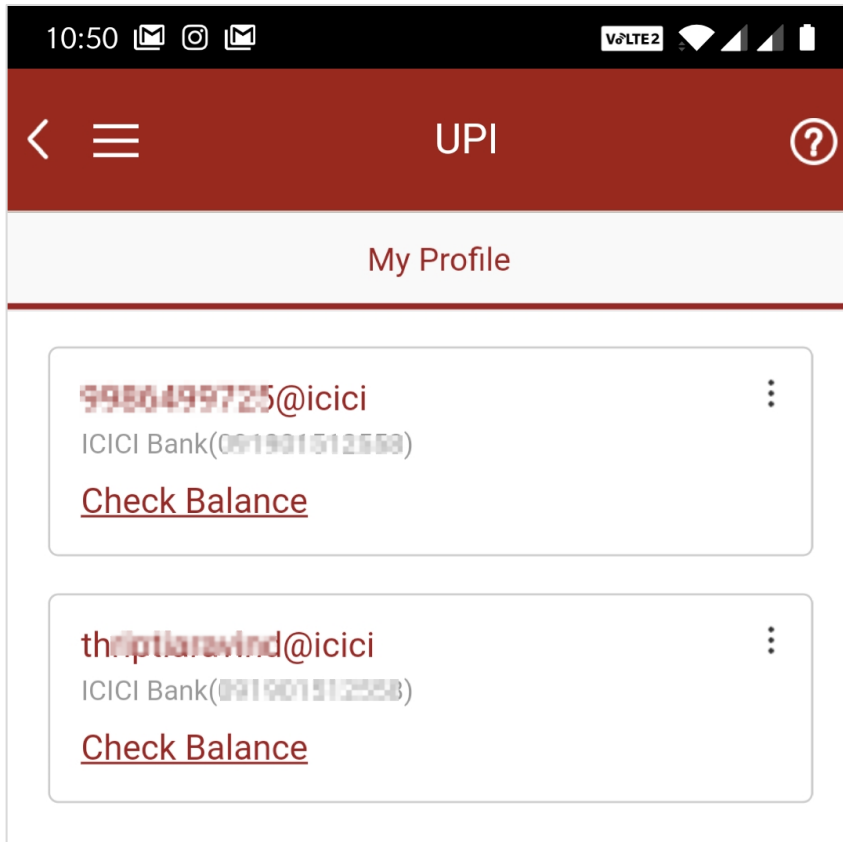 10:50
VoLTE2
UPI
My Profile
@icici
ICICI Bank
Check Balance
@icici
ICICI Bank
Check Balance